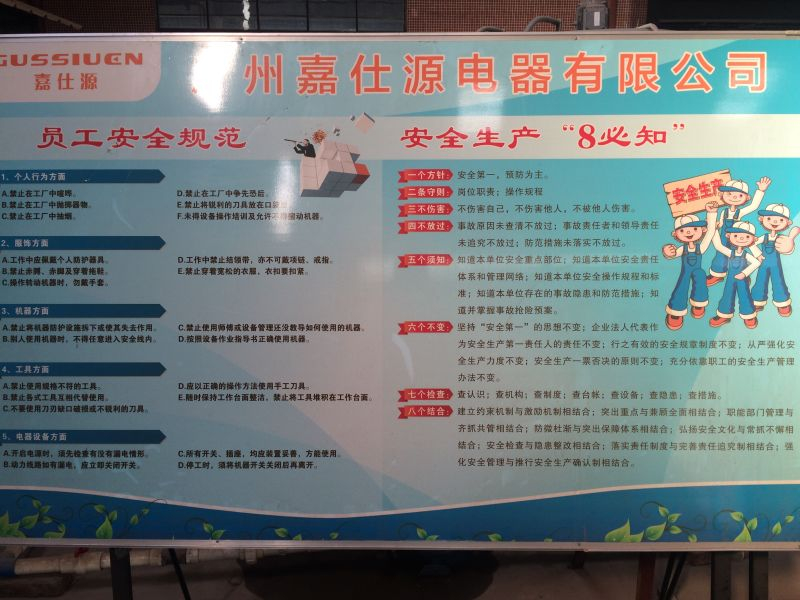 GUSSIUEN
嘉仕源
州嘉仕源电器有限公司
员工安全规范
1、个人行为方面
A.禁止在工厂中喧哗。
B.禁止在工厂中抛掷器物。
C.禁止在工厂中抽烟。
D.禁止在工厂中争先恐后。
E.禁止将锐利的刀具放在口袋里
F.未得设备操作培训及允许不得擅动机器。
2、服饰方面
A.工作中应佩戴个人防护器具。
B.禁止赤膊、赤脚及穿着拖鞋。
C.操作转动机器时，勿戴手套。
D.工作中禁止结领带，亦不可戴项链、戒指。
E.禁止穿着宽松的衣服，衣扣要扣紧。
3、机器方面
A.禁止将机器防护设施拆下或使其失去作用。
B.别人使用机器时，不得任意进入安全线内。
C.禁止使用师傅或设备管理还没教导如何使用的机器。
D.按照设备作业指导书正确使用机器。
4、工具方面
A.禁止使用规格不符的工具。
B.禁止各式工具互相代替使用。
C.不要使用刀刃缺口破损或不锐利的刀具。
D.应以正确的操作方法使用手工刀具。
E.随时保持工作台面整洁，禁止将工具堆积在工作台面。
5、电器设备方面
A.开启电源时，须先检查有没有漏电情形。
B.动力线路如有漏电，应立即关闭开关。
C.所有开关、插座，均应装置妥善，方能使用。
D.停工时，须将机器开关关闭后再离开。
安全生产“8必知”
安全生产
一个方针：安全第一，预防为主。
二条守则：岗位职责；操作规程
三不伤害：不伤害自己，不伤害他人，不被他人伤害。
四不放过：事故原因未查清不放过；事故责任者和领导责任
未追究不放过；防范措施未落实不放过。
五个须知：知道本单位安全重点部位；知道本单位安全责任
体系和管理网络；知道本单位安全操作规程和标
准；知道本单位存在的事故隐患和防范措施；知
道并掌握事故抢险预案。
六个不变：坚持“安全第一”的思想不变；企业法人代表作
为安全生产第一责任人的责任不变；行之有效的安全规章制度不变；从严强化安
全生产力度不变；安全生产一票否决的原则不变；充分依靠职工的安全生产管理
办法不变。
七个检查：查认识；查机构；查制度；查台帐；查设备；查隐患；查措施。
八个结合：建立约束机制与激励机制相结合；突出重点与兼顾全面相结合；职能部门管理与
齐抓共管相结合；防微杜渐与突出保障体系相结合；弘扬安全文化与常抓不懈相
结合；安全检查与隐患整改相结合；落实责任制度与完善责任追究制相结合；强
化安全管理与推行安全生产确认制相结合。